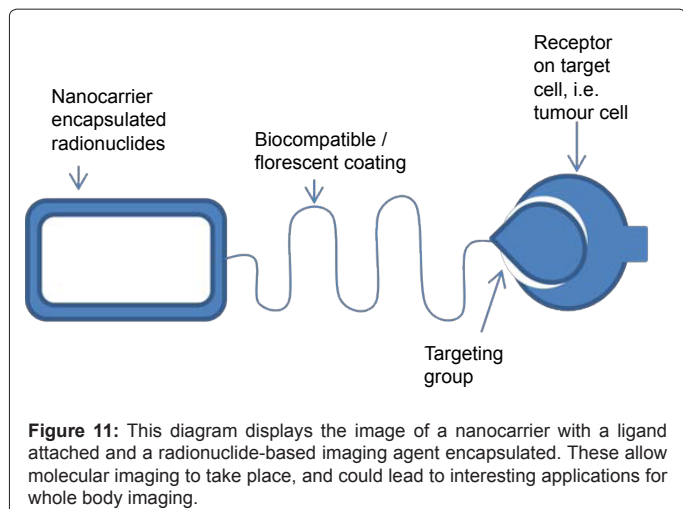 Receptor
on target
cell, i.e.
tumour cell
Nanocarrier
encapsulated
radionuclides
Biocompatible /
florescent coating
Targeting
group
Figure 11: This diagram displays the image of a nanocarrier with a ligand
attached and a radionuclide-based imaging agent encapsulated. These allow
molecular imaging to take place, and could lead to interesting applications for
whole body imaging.